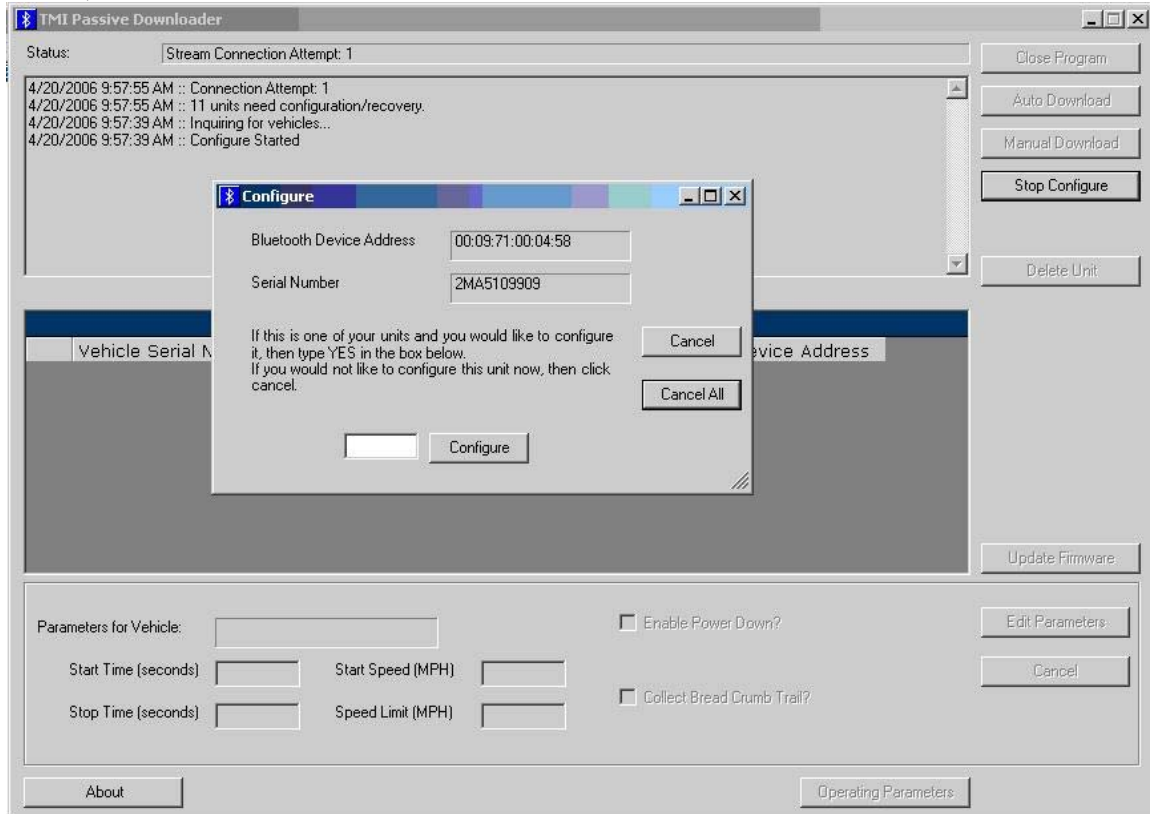 TMI Passive Downloader
Status: Stream Connection Attempt: 1
Close Program
4/20/2006 9:57:55 AM :: Connection Attempt: 1
4/20/2006 9:57:55 AM :: 11 units need configuration/recovery.
4/20/2006 9:57:39 AM :: Inquiring for vehicles...
4/20/2006 9:57:39 AM :: Configure Started
Auto Download
Manual Download
Stop Configure
Delete Unit
Configure
Bluetooth Device Address 00:09:71:00:04:58
Serial Number 2MA5109909
If this is one of your units and you would like to configure
it, then type YES in the box below.
If you would not like to configure this unit now, then click
cancel.
Cancel
Cancel All
Configure
Vehicle Serial N
evice Address
Update Firmware
Parameters for Vehicle:
Enable Power Down?
Edit Parameters
Start Time (seconds) Start Speed (MPH)
Cancel
Collect Bread Crumb Trail?
Stop Time (seconds) Speed Limit (MPH)
About
Operating Parameters